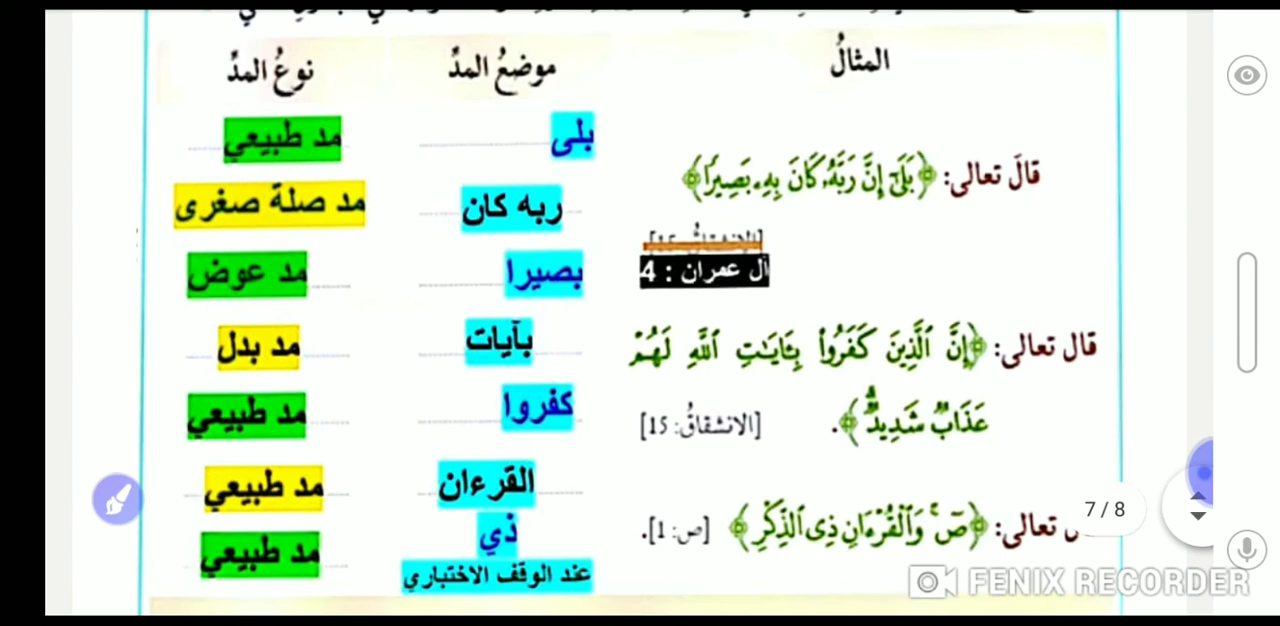 المثالُ موضعُ المدِّ نوعُ المدِّ
قالَ تعالى: ﴿بَلَىٰٓ إِنَّ رَبَّهُۥ كَانَ بِهِۦ بَصِيرًا﴾
آل عمران : 4
قال تعالى: ﴿إِنَّ ٱلَّذِينَ كَفَرُواْ بِـَٔايَـٰتِ ٱللَّهِ لَهُمۡ
عَذَابٞ شَدِيدٞۗ﴾. [الانشقاقُ: 15]
تعالى: ﴿صٓۚ وَٱلۡقُرۡءَانِ ذِي ٱلذِّكۡرِ﴾ [ص: 1].
بلى مد طبيعي
ربه كان مد صلة صغرى
بصيرا مد عوض
بآيات مد بدل
كفروا مد طبيعي
القرءان مد طبيعي
ذي مد طبيعي
عند الوقف الاختباري
7 / 8
FENIX RECORDER